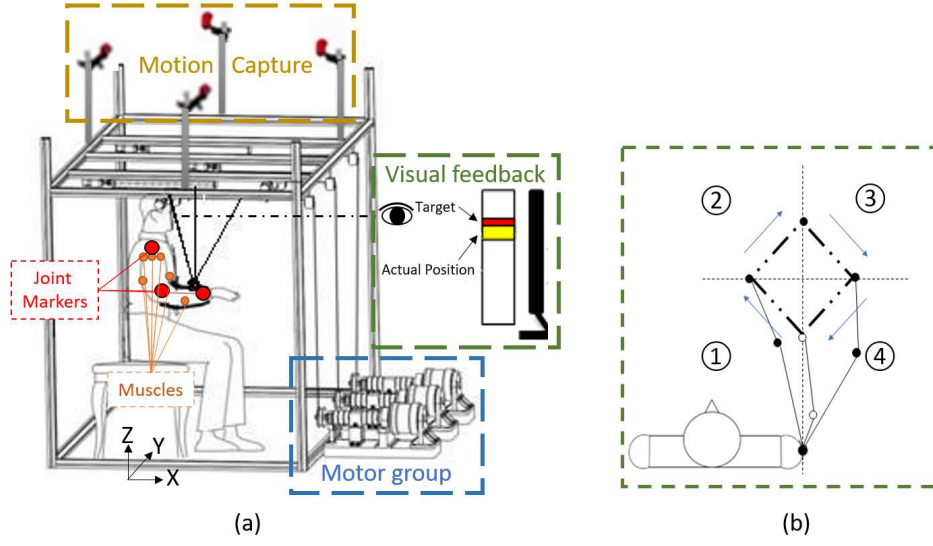 Motion Capture
Visual feedback
Target
Actual Position
Joint
Markers
Muscles
Z
Y
X
Motor group
②
③
①
④
(a)
(b)